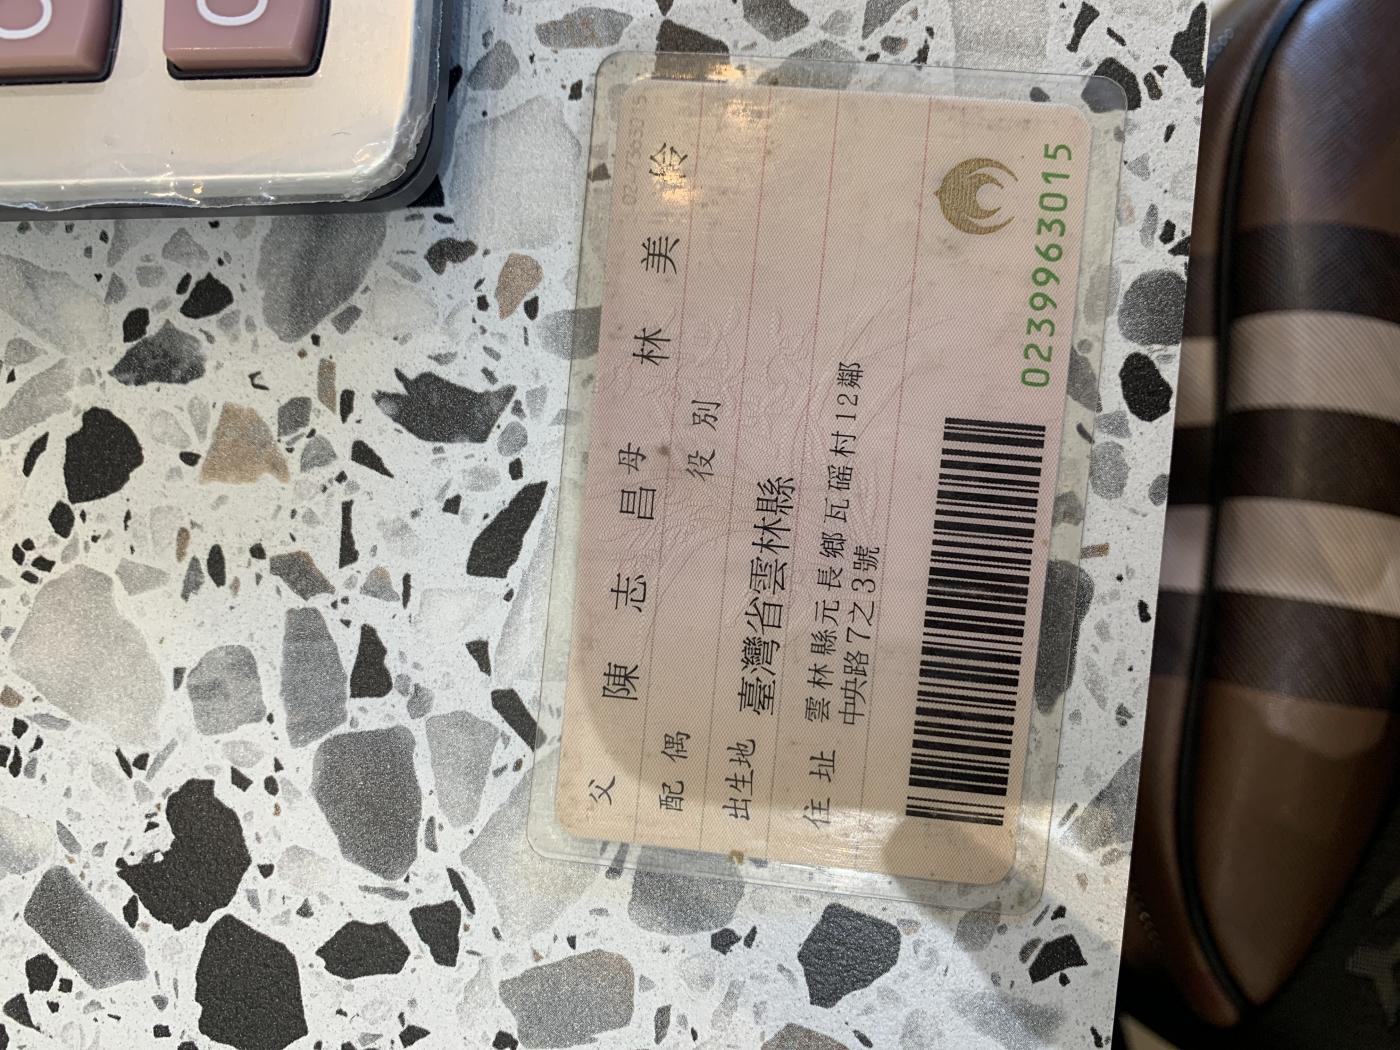 父 陳志昌 母 林美鈴
配偶 役別
出生地 臺灣省雲林縣
住址 雲林縣元長鄉瓦磘村12鄰
中央路7之3號
0239963015